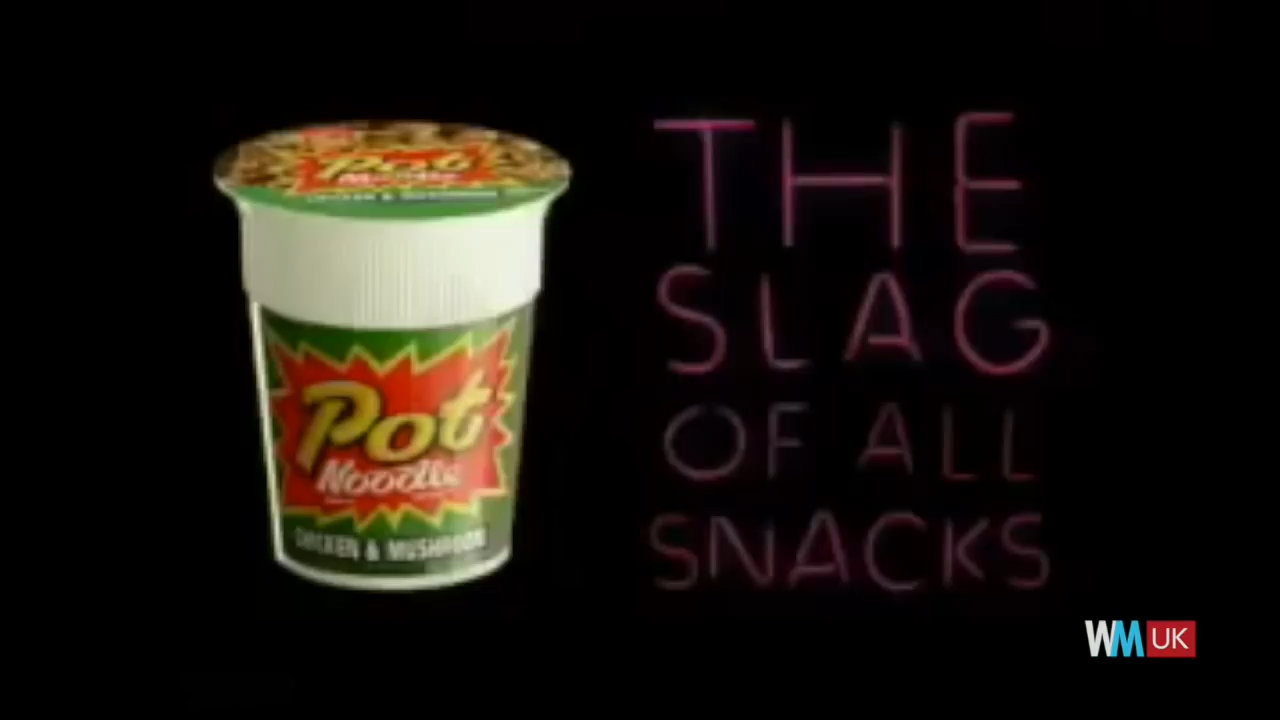 Pot
Noodle
CHICKEN & MUSHROOM
Pot
Noodle
CHICKEN & MUSHROOM
THE
SLAG
OF ALL
SNACKS
WM UK